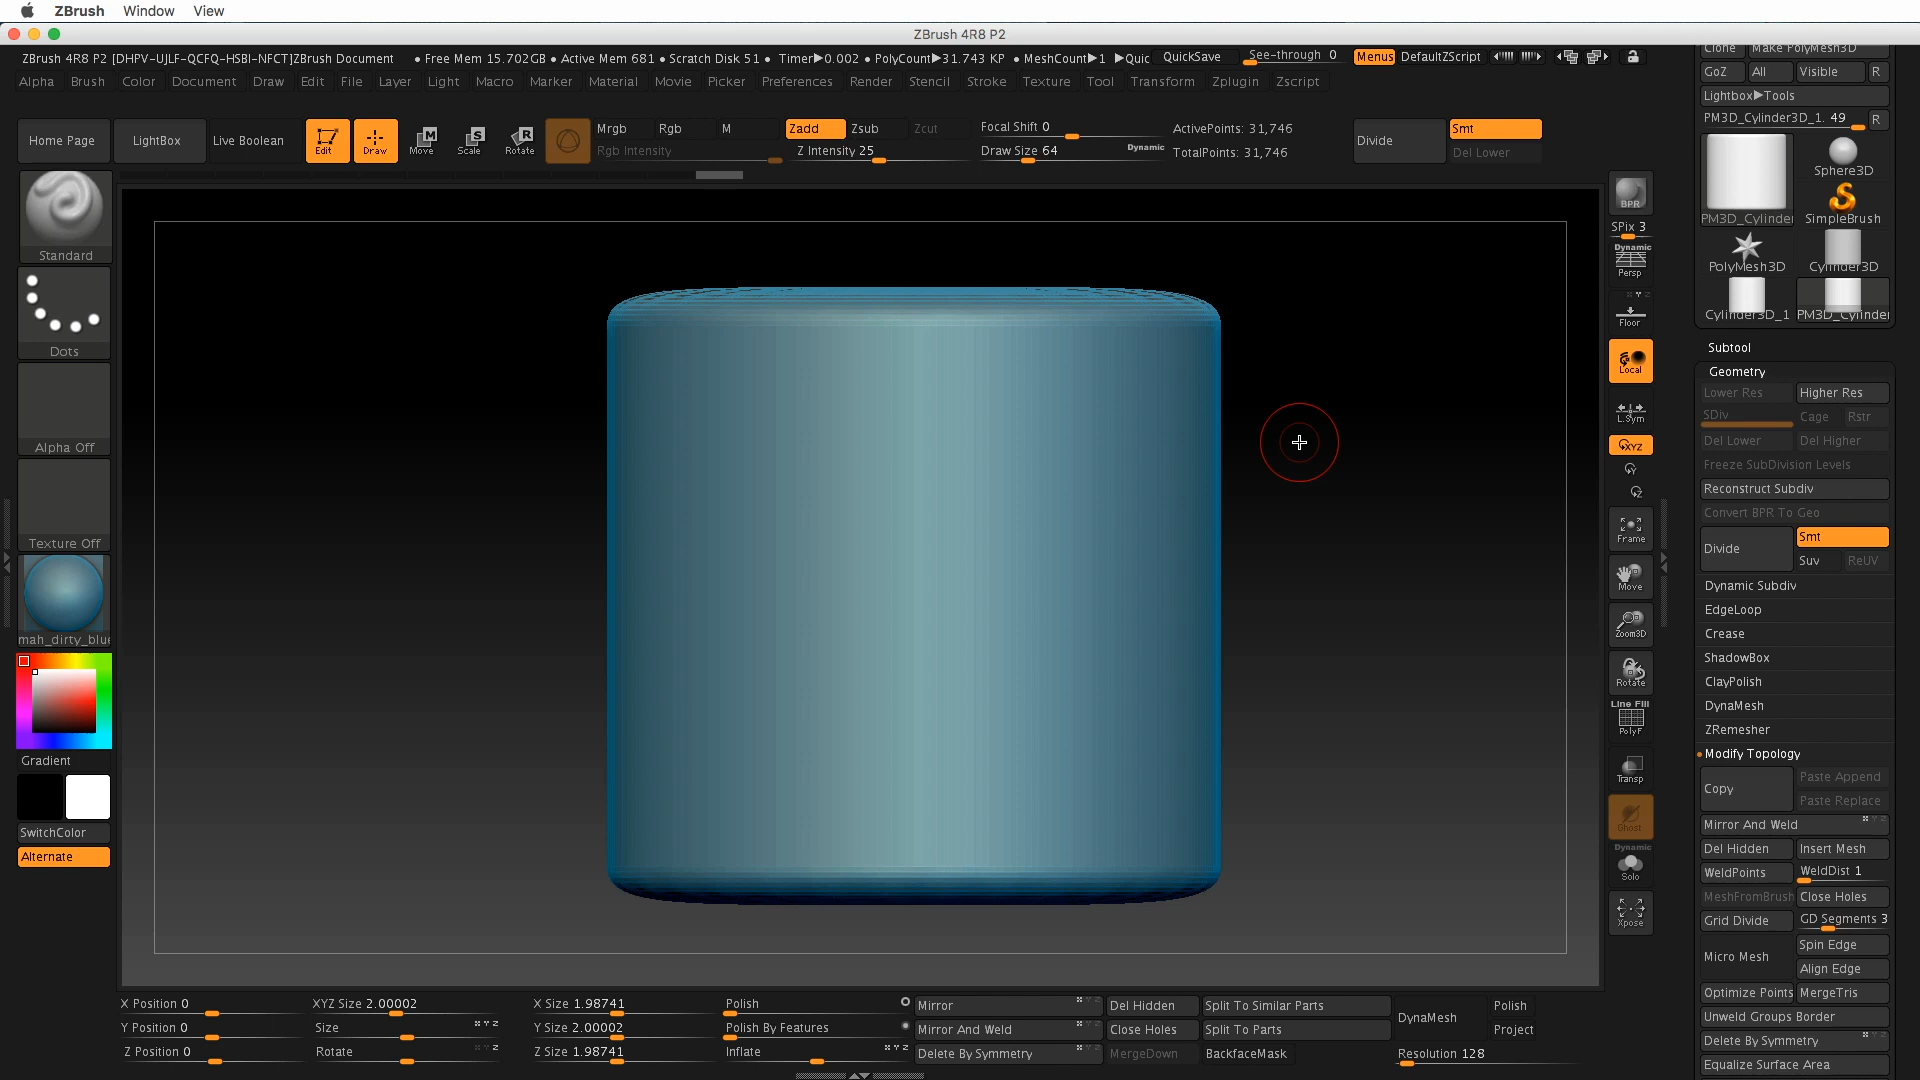 ZBrush Window View
ZBrush 4R8 P2
ZBrush 4R8 P2 [DHPV-UJLF-QCFQ-HSBI-NFCT]ZBrush Document • Free Mem 15.702GB • Active Mem 681 • Scratch Disk 51 • Timer▶0.002 • PolyCount▶31.743 KP • MeshCount▶1 ▶Quic QuickSave See-through 0 Menus DefaultZScript
Alpha Brush Color Document Draw Edit File Layer Light Macro Marker Material Movie Picker Preferences Render Stencil Stroke Texture Tool Transform Zplugin Zscript
Home Page LightBox Live Boolean Edit Draw Move Scale Rotate
Mrgb Rgb M Zadd Zsub Zcut Focal Shift 0 ActivePoints: 31,746
Rgb Intensity Z Intensity 25 Draw Size 64 Dynamic TotalPoints: 31,746
Divide Smt
Del Lower
Standard
Dots
Alpha Off
Texture Off
mah_dirty_blue
Gradient
SwitchColor
Alternate
BPR
SPix 3
Dynamic
Persp
Floor
Local
L.Sym
XYZ
Y
Z
Frame
Move
Zoom3D
Rotate
Line Fill
PolyF
Transp
Ghost
Dynamic
Solo
Xpose
Clone Make PolyMesh3D
GoZ All Visible R
Lightbox▶Tools
PM3D_Cylinder3D_1. 49 R
PM3D_Cylinder Sphere3D
SimpleBrush
PolyMesh3D Cylinder3D
Cylinder3D_1 PM3D_Cylinder
Subtool
Geometry
Lower Res Higher Res
SDiv Cage Rstr
Del Lower Del Higher
Freeze SubDivision Levels
Reconstruct Subdiv
Convert BPR To Geo
Divide Smt
Suv ReUV
Dynamic Subdiv
EdgeLoop
Crease
ShadowBox
ClayPolish
DynaMesh
ZRemesher
Modify Topology
Copy Paste Append
Paste Replace
Mirror And Weld
Del Hidden Insert Mesh
WeldPoints WeldDist 1
MeshFromBrush Close Holes
Grid Divide GD Segments 3
Micro Mesh Spin Edge
Align Edge
Optimize Points MergeTris
Unweld Groups Border
Delete By Symmetry
Equalize Surface Area
X Position 0 XYZ Size 2.00002 X Size 1.98741 Polish Mirror Del Hidden Split To Similar Parts DynaMesh Polish
Y Position 0 Size Y Size 2.00002 Polish By Features Mirror And Weld Close Holes Split To Parts Project
Z Position 0 Rotate Z Size 1.98741 Inflate Delete By Symmetry MergeDown BackfaceMask Resolution 128